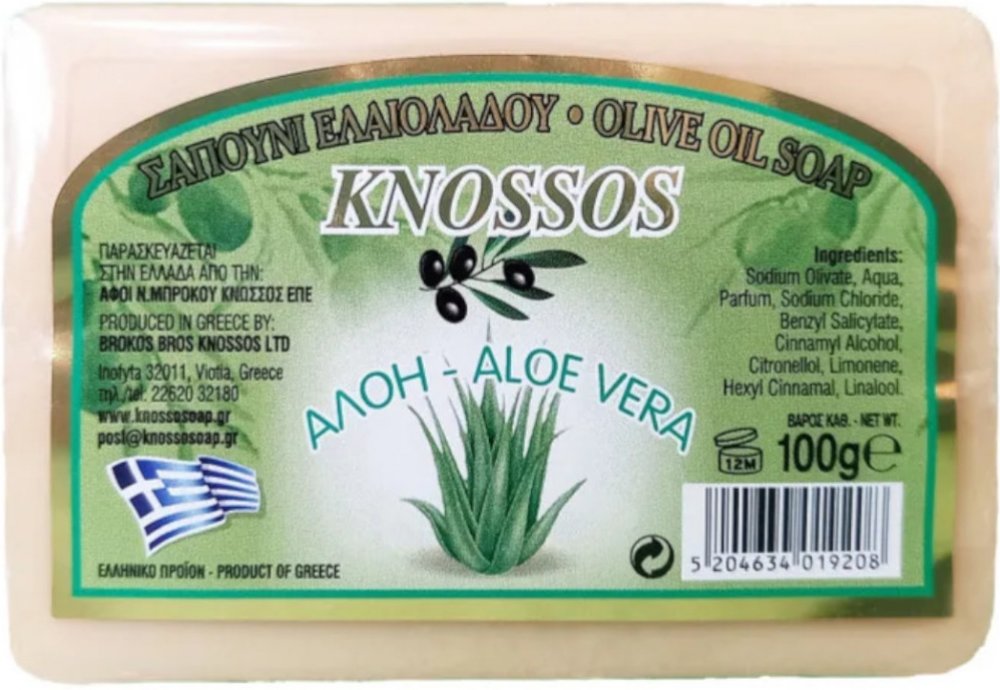 ΣΑΠΟΥΝΙ ΕΛΑΙΟΛΑΔΟΥ • OLIVE OIL SOAP
KNOSSOS
ΠΑΡΑΣΚΕΥΑΖΕΤΑΙ
ΣΤΗΝ ΕΛΛΑΔΑ ΑΠΟ ΤΗΝ:
ΑΦΟΙ Ν.ΜΠΡΟΚΟΥ ΚΝΩΣΣΟΣ ΕΠΕ
PRODUCED IN GREECE BY:
BROKOS BROS KNOSSOS LTD
Inofyta 32011, Viotia, Greece
τηλ./tel: 22620 32180
www.knossosoap.gr
post@knossosoap.gr
ΕΛΛΗΝΙΚΟ ΠΡΟΪΟΝ - PRODUCT OF GREECE
ΑΛΟΗ - ALOE VERA
Ingredients:
Sodium Olivate, Aqua,
Parfum, Sodium Chloride,
Benzyl Salicylate,
Cinnamyl Alcohol,
Citronellol, Limonene,
Hexyl Cinnamal, Linalool.
ΒΑΡΟΣ ΚΑΘ. - NET WT.
12M 100g℮
5 204634 019208